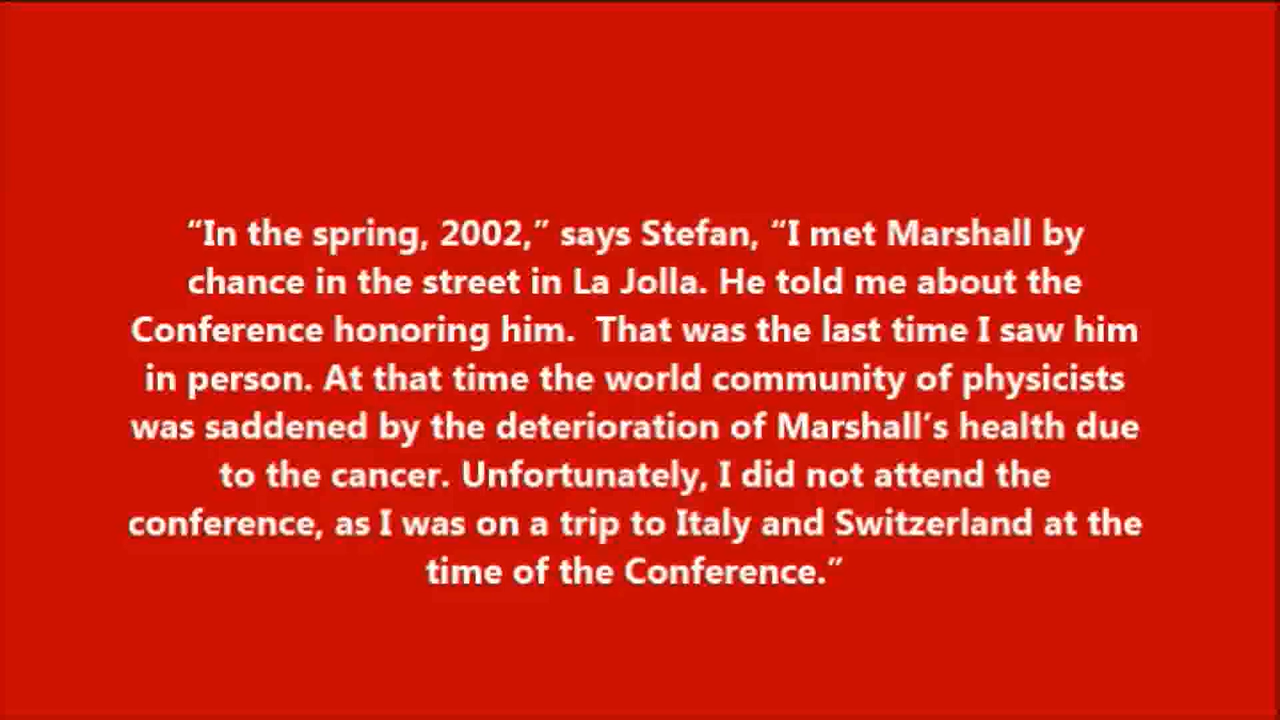 “In the spring, 2002,” says Stefan, “I met Marshall by
chance in the street in La Jolla. He told me about the
Conference honoring him.  That was the last time I saw him
in person. At that time the world community of physicists
was saddened by the deterioration of Marshall’s health due
to the cancer. Unfortunately, I did not attend the
conference, as I was on a trip to Italy and Switzerland at the
time of the Conference.”